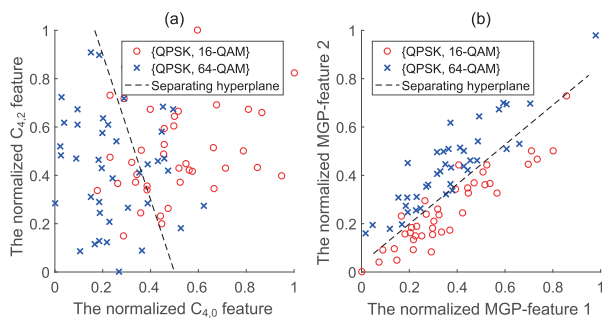 (a)
(b)
{QPSK, 16-QAM}
{QPSK, 64-QAM}
Separating hyperplane
{QPSK, 16-QAM}
{QPSK, 64-QAM}
Separating hyperplane
The normalized C4,2 feature
1
0.8
0.6
0.4
0.2
0
0
0.2
0.4
0.6
0.8
1
The normalized C4,0 feature
The normalized MGP-feature 2
1
0.8
0.6
0.4
0.2
0
0
0.2
0.4
0.6
0.8
1
The normalized MGP-feature 1